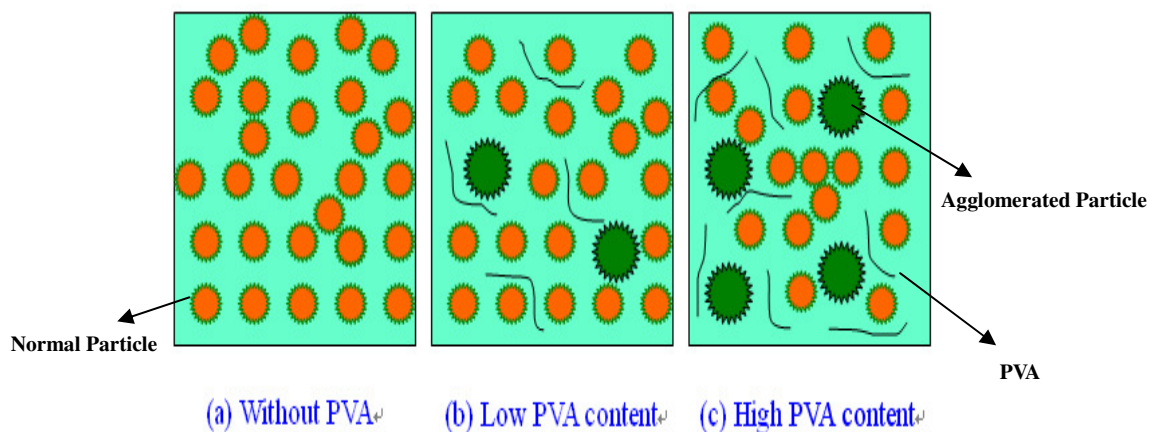 Agglomerated Particle
Normal Particle
PVA
(a) Without PVA↵
(b) Low PVA content↵
(c) High PVA content↵